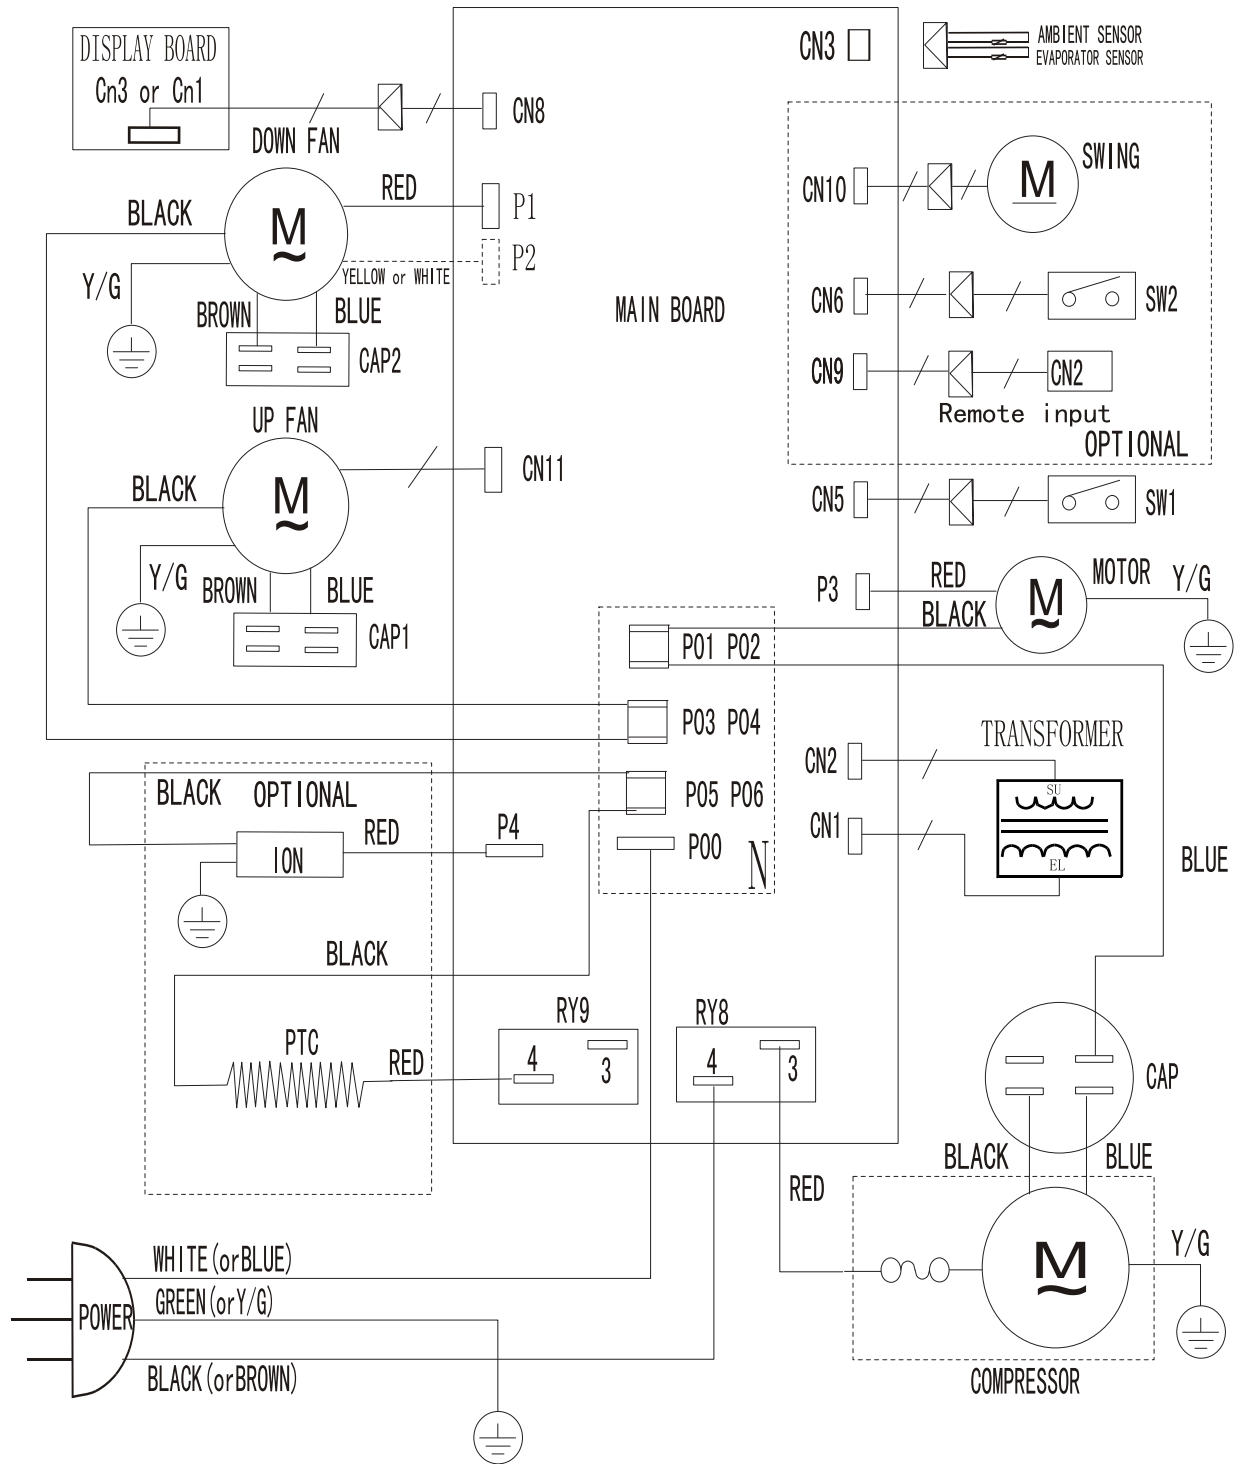 DISPLAY BOARD
Cn3 or Cn1
CN8
CN3
AMBIENT SENSOR
EVAPORATOR SENSOR
DOWN FAN
BLACK
M
~
RED
P1
YELLOW or WHITE
P2
Y/G
BROWN
BLUE
CAP2
MAIN BOARD
CN10
M
SWING
CN6
SW2
CN9
CN2
Remote input
OPTIONAL
UP FAN
BLACK
M
~
CN11
Y/G
BROWN
BLUE
CAP1
CN5
SW1
P3
RED
BLACK
M
~
MOTOR
Y/G
P01 P02
P03 P04
P05 P06
P00
N
CN2
CN1
TRANSFORMER
SU
EL
BLUE
BLACK
OPTIONAL
ION
RED
P4
BLACK
PTC
RED
RY9
4
3
RY8
4
3
RED
CAP
BLACK
BLUE
M
~
Y/G
COMPRESSOR
POWER
WHITE(orBLUE)
GREEN(orY/G)
BLACK(orBROWN)